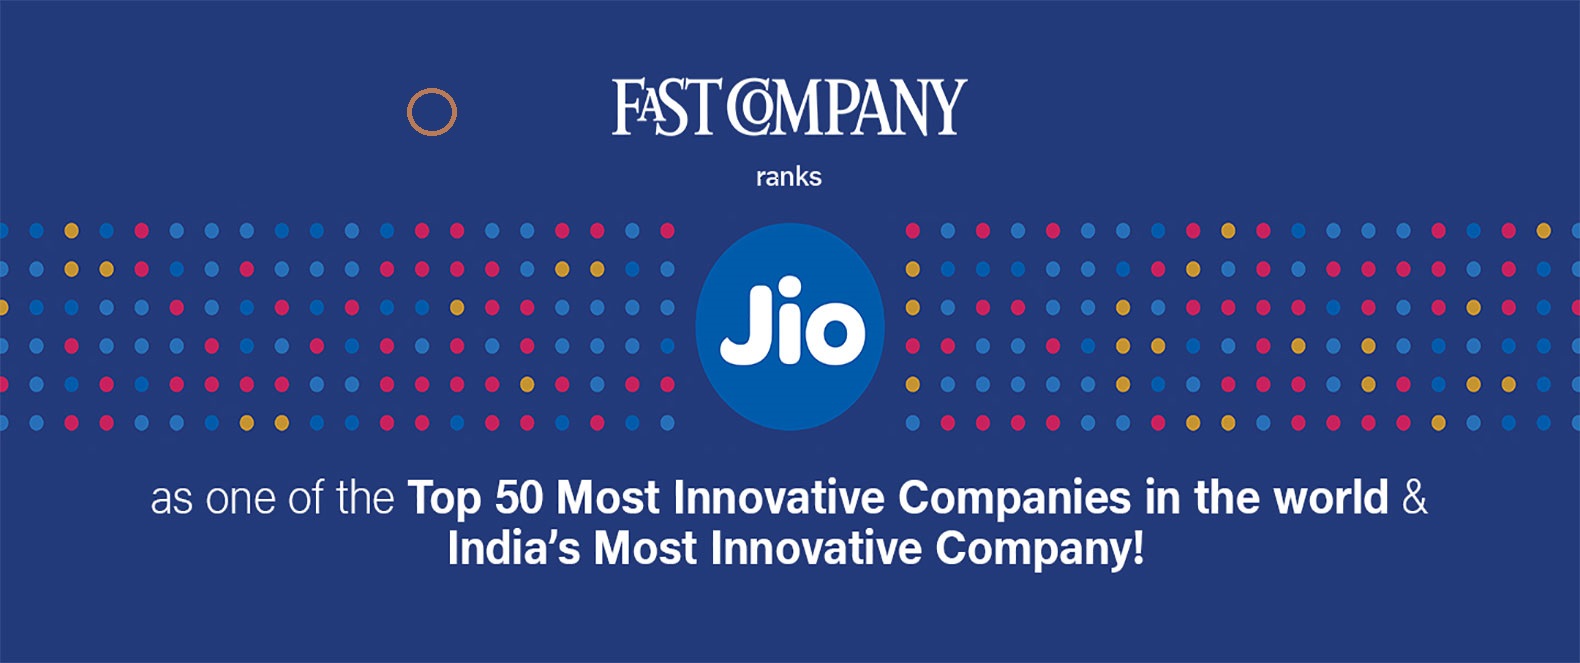 FAST COMPANY
ranks
Jio
as one of the Top 50 Most Innovative Companies in the world &
India’s Most Innovative Company!